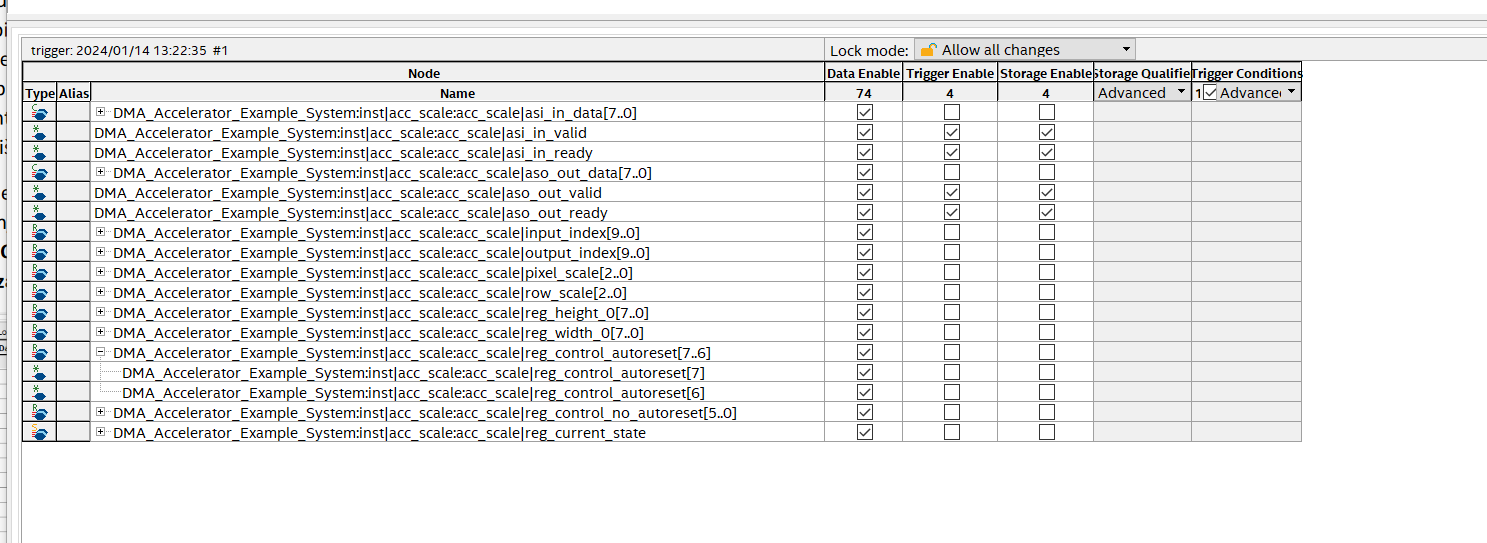 trigger: 2024/01/14 13:22:35 #1 Lock mode: Allow all changes
Node Data Enable Trigger Enable Storage Enable Storage Qualifie Trigger Conditions
Type Alias Name 74 4 4 Advanced 1 Advance
DMA_Accelerator_Example_System:inst|acc_scale:acc_scale|asi_in_data[7..0]
DMA_Accelerator_Example_System:inst|acc_scale:acc_scale|asi_in_valid
DMA_Accelerator_Example_System:inst|acc_scale:acc_scale|asi_in_ready
DMA_Accelerator_Example_System:inst|acc_scale:acc_scale|aso_out_data[7..0]
DMA_Accelerator_Example_System:inst|acc_scale:acc_scale|aso_out_valid
DMA_Accelerator_Example_System:inst|acc_scale:acc_scale|aso_out_ready
DMA_Accelerator_Example_System:inst|acc_scale:acc_scale|input_index[9..0]
DMA_Accelerator_Example_System:inst|acc_scale:acc_scale|output_index[9..0]
DMA_Accelerator_Example_System:inst|acc_scale:acc_scale|pixel_scale[2..0]
DMA_Accelerator_Example_System:inst|acc_scale:acc_scale|row_scale[2..0]
DMA_Accelerator_Example_System:inst|acc_scale:acc_scale|reg_height_0[7..0]
DMA_Accelerator_Example_System:inst|acc_scale:acc_scale|reg_width_0[7..0]
DMA_Accelerator_Example_System:inst|acc_scale:acc_scale|reg_control_autoreset[7..6]
DMA_Accelerator_Example_System:inst|acc_scale:acc_scale|reg_control_autoreset[7]
DMA_Accelerator_Example_System:inst|acc_scale:acc_scale|reg_control_autoreset[6]
DMA_Accelerator_Example_System:inst|acc_scale:acc_scale|reg_control_no_autoreset[5..0]
DMA_Accelerator_Example_System:inst|acc_scale:acc_scale|reg_current_state